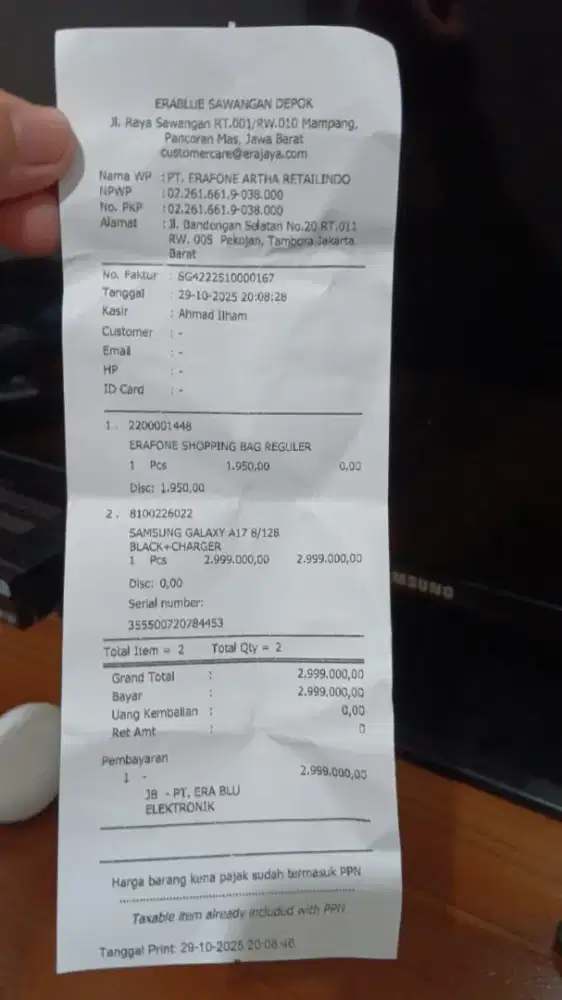 ERABLUE SAWANGAN DEPOK
Jl. Raya Sawangan RT.001/RW.010 Mampang,
Pancoran Mas, Jawa Barat
customercare@erajaya.com
Nama WP : PT. ERAFONE ARTHA RETAILINDO
NPWP : 02.261.661.9-038.000
No. PKP : 02.261.661.9-038.000
Alamat : Jl. Bandengan Selatan No.20 RT.011
RW. 005 Pekojan, Tambora Jakarta
Barat
No. Faktur : SG4222510000167
Tanggal : 29-10-2025 20:08:28
Kasir : Ahmad Ilham
Customer : -
Email : -
HP : -
ID Card : -
1. 2200001448
ERAFONE SHOPPING BAG REGULER
1 Pcs 1.950,00 0,00
Disc: 1.950,00
2. 8100226022
SAMSUNG GALAXY A17 8/128
BLACK+CHARGER
1 Pcs 2.999.000,00 2.999.000,00
Disc: 0,00
Serial number:
355500720784453
Total Item = 2 Total Qty = 2
Grand Total : 2.999.000,00
Bayar : 2.999.000,00
Uang Kembalian : 0,00
Ret Amt : 0
Pembayaran
1 - 2.999.000,00
JB - PT. ERA BLU
ELEKTRONIK
Harga barang kena pajak sudah termasuk PPN
Taxable item already included with PPN
Tanggal Print: 29-10-2025 20:08:46
MSUNG